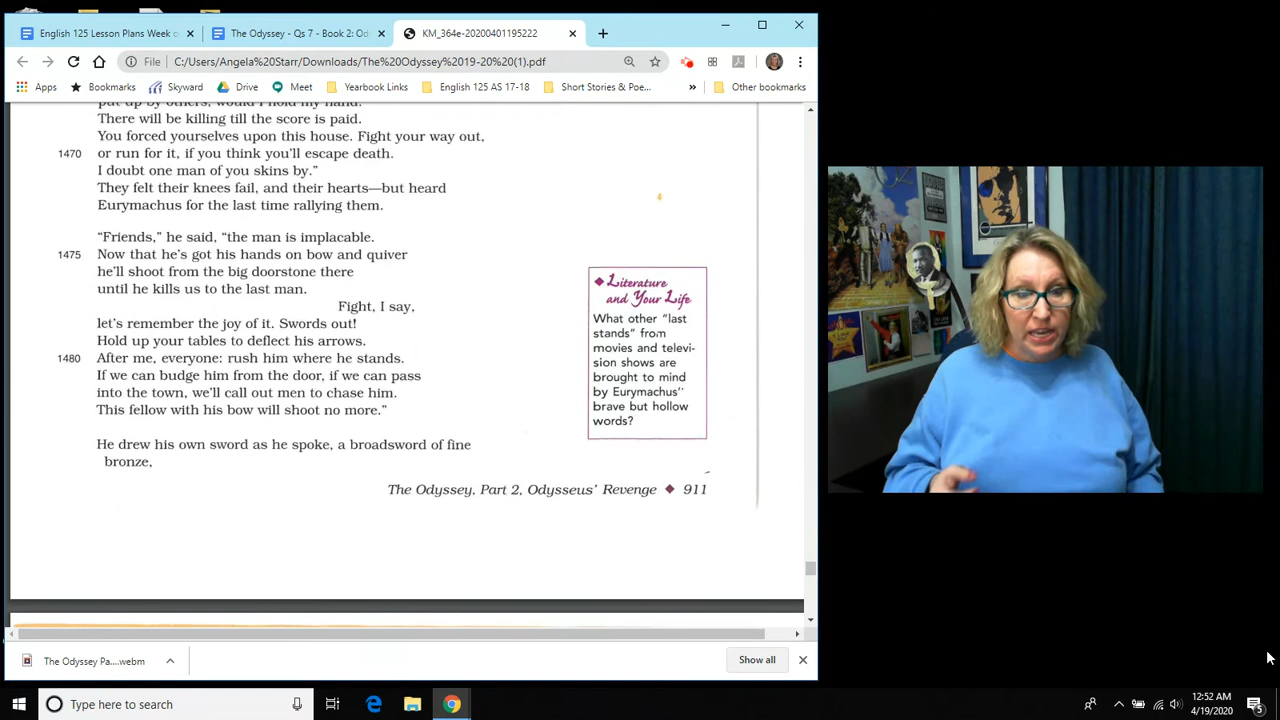 English 125 Lesson Plans Week o
The Odyssey - Qs 7 - Book 2: Od
KM_364e-20200401195222
File
C:/Users/Angela%20Starr/Downloads/The%20Odyssey%2019-20%20(1).pdf
Apps
Bookmarks
Skyward
Drive
Meet
Yearbook Links
English 125 AS 17-18
Short Stories & Poe...
»
Other bookmarks
put up by others, would I hold my hand.
There will be killing till the score is paid.
You forced yourselves upon this house. Fight your way out,
1470 or run for it, if you think you'll escape death.
I doubt one man of you skins by."
They felt their knees fail, and their hearts—but heard
Eurymachus for the last time rallying them.
"Friends," he said, "the man is implacable.
1475 Now that he's got his hands on bow and quiver
he'll shoot from the big doorstone there
until he kills us to the last man.
Fight, I say,
let's remember the joy of it. Swords out!
Hold up your tables to deflect his arrows.
1480 After me, everyone: rush him where he stands.
If we can budge him from the door, if we can pass
into the town, we'll call out men to chase him.
This fellow with his bow will shoot no more."
He drew his own sword as he spoke, a broadsword of fine
bronze,
◆ Literature
and Your Life
What other "last
stands" from
movies and televi-
sion shows are
brought to mind
by Eurymachus'
brave but hollow
words?
The Odyssey, Part 2, Odysseus' Revenge ◆ 911
The Odyssey Pa....webm
Show all
Type here to search
12:52 AM
4/19/2020
5